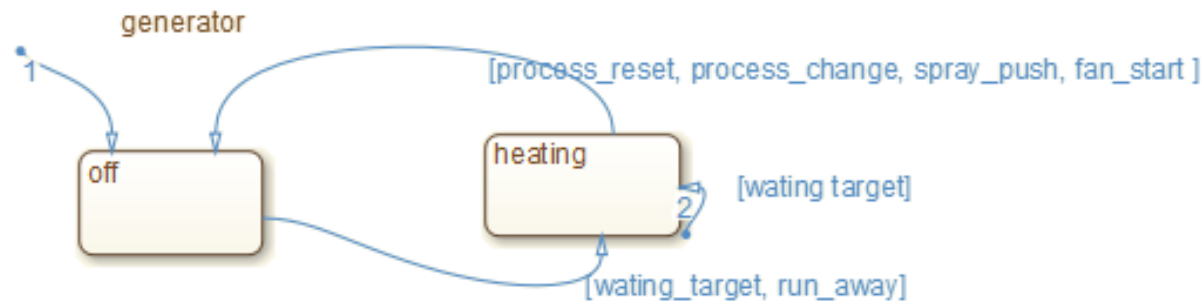 generator
1
[process_reset, process_change, spray_push, fan_start ]
off
heating
[wating target]
2
[wating_target, run_away]